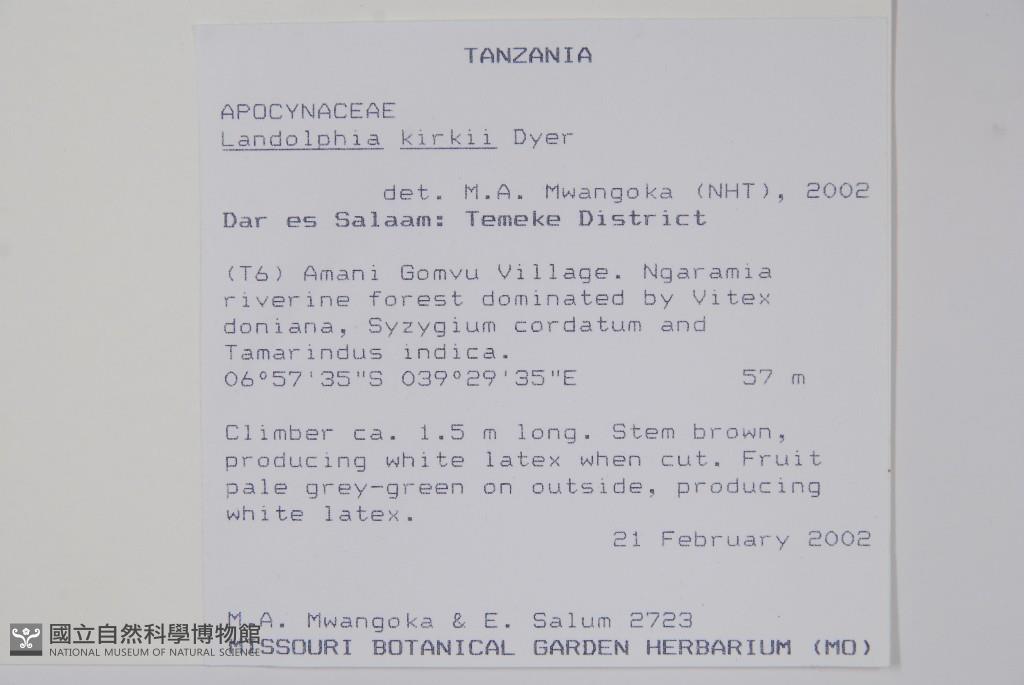 TANZANIA
APOCYNACEAE
Landolphia kirkii Dyer
det. M.A. Mwangoka (NHT), 2002
Dar es Salaam: Temeke District
(T6) Amani Gomvu Village. Ngaramia
riverine forest dominated by Vitex
doniana, Syzygium cordatum and
Tamarindus indica.
06°57'35"S 039°29'35"E 57 m
Climber ca. 1.5 m long. Stem brown,
producing white latex when cut. Fruit
pale grey-green on outside, producing
white latex.
21 February 2002
M.A. Mwangoka & E. Salum 2723
MISSOURI BOTANICAL GARDEN HERBARIUM (MO)
國立自然科學博物館
NATIONAL MUSEUM OF NATURAL SCIENCE